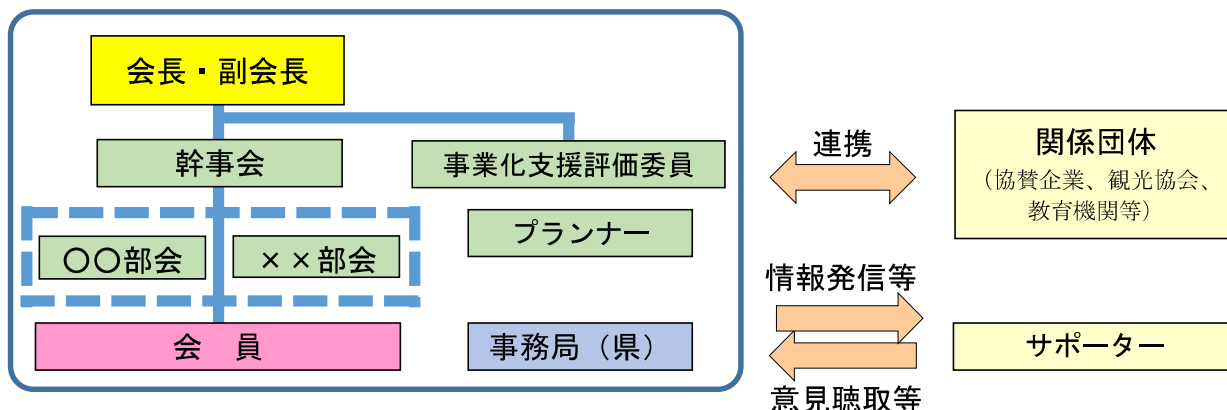 会長・副会長
幹事会
事業化支援評価委員
〇〇部会
××部会
プランナー
会　員
事務局（県）
連携
関係団体
（協賛企業、観光協会、
教育機関等）
情報発信等
サポーター
意見聴取等